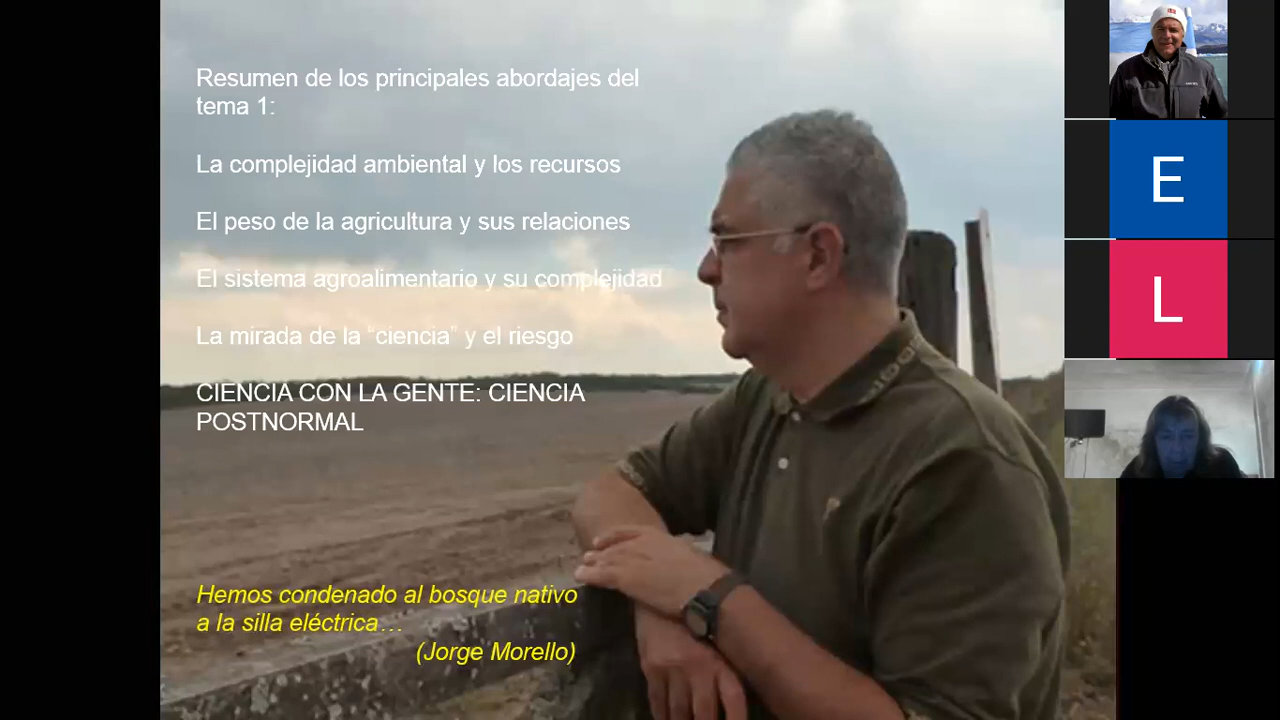 Resumen de los principales abordajes del
tema 1:
La complejidad ambiental y los recursos
El peso de la agricultura y sus relaciones
El sistema agroalimentario y su complejidad
La mirada de la “ciencia” y el riesgo
CIENCIA CON LA GENTE: CIENCIA
POSTNORMAL
Hemos condenado al bosque nativo
a la silla eléctrica…
(Jorge Morello)
E
L